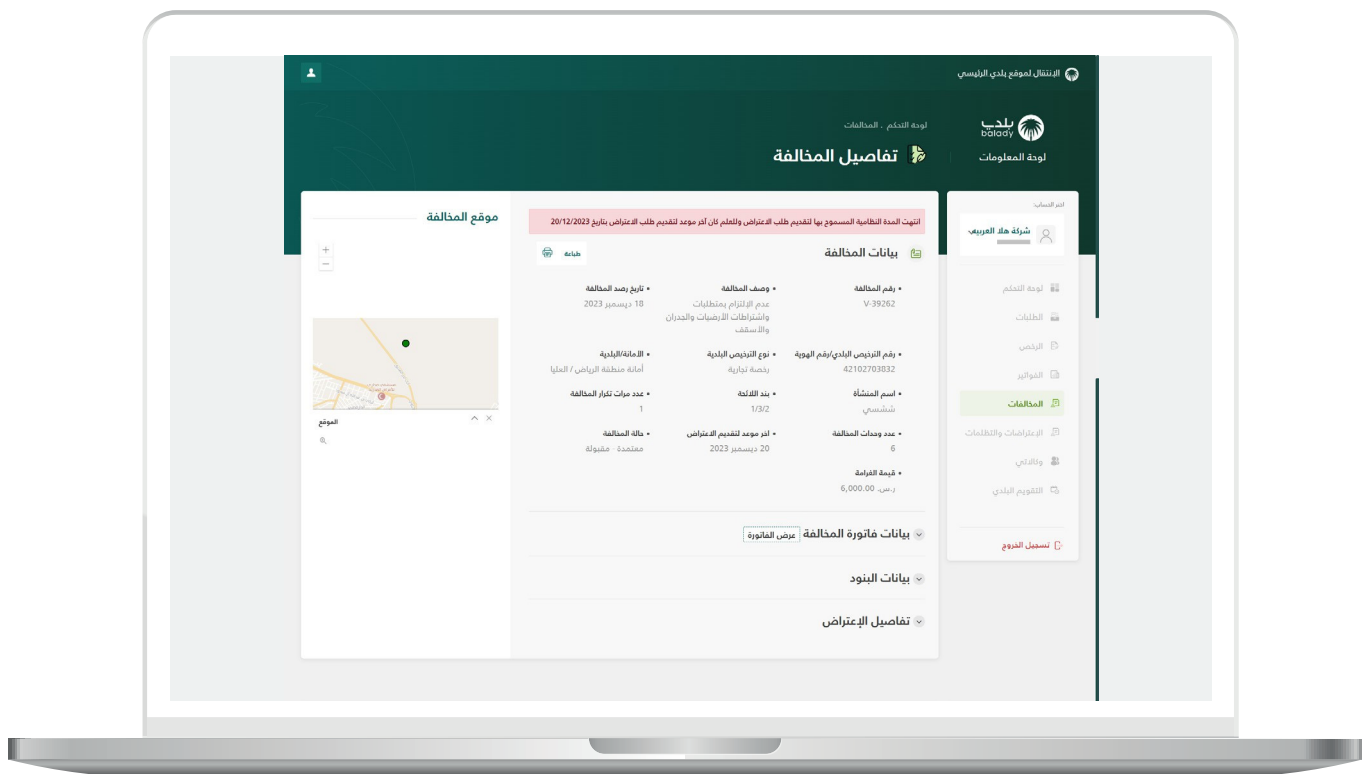 الإنتقال لموقع بلدي الرئيسي
بلدي
balady
لوحة المعلومات
لوحة التحكم . المخالفات
تفاصيل المخالفة
اختر الحساب:
شركة هلا العربيه
لوحة التحكم
الطلبات
الرخص
الفواتير
المخالفات
الإعتراضات والتظلمات
وكالاتي
التقويم البلدي
تسجيل الخروج
انتهت المدة النظامية المسموح بها لتقديم طلب الاعتراض وللعلم كان آخر موعد لتقديم طلب الاعتراض بتاريخ 20/12/2023
بيانات المخالفة
طباعة
رقم المخالفة
V-39262
وصف المخالفة
عدم الإلتزام بمتطلبات
واشتراطات الأرضيات والجدران
والأسقف
تاريخ رصد المخالفة
18 ديسمبر 2023
رقم الترخيص البلدي/رقم الهوية
42102703832
نوع الترخيص البلدية
رخصة تجارية
الأمانة/البلدية
أمانة منطقة الرياض / العليا
اسم المنشأة
ششسي
بند اللائحة
1/3/2
عدد مرات تكرار المخالفة
1
عدد وحدات المخالفة
6
اخر موعد لتقديم الاعتراض
20 ديسمبر 2023
حالة المخالفة
معتمدة - مقبولة
قيمة الغرامة
ر.س. 6,000.00
بيانات فاتورة المخالفة عرض الفاتورة
بيانات البنود
تفاصيل الإعتراض
موقع المخالفة
+
−
الموقع